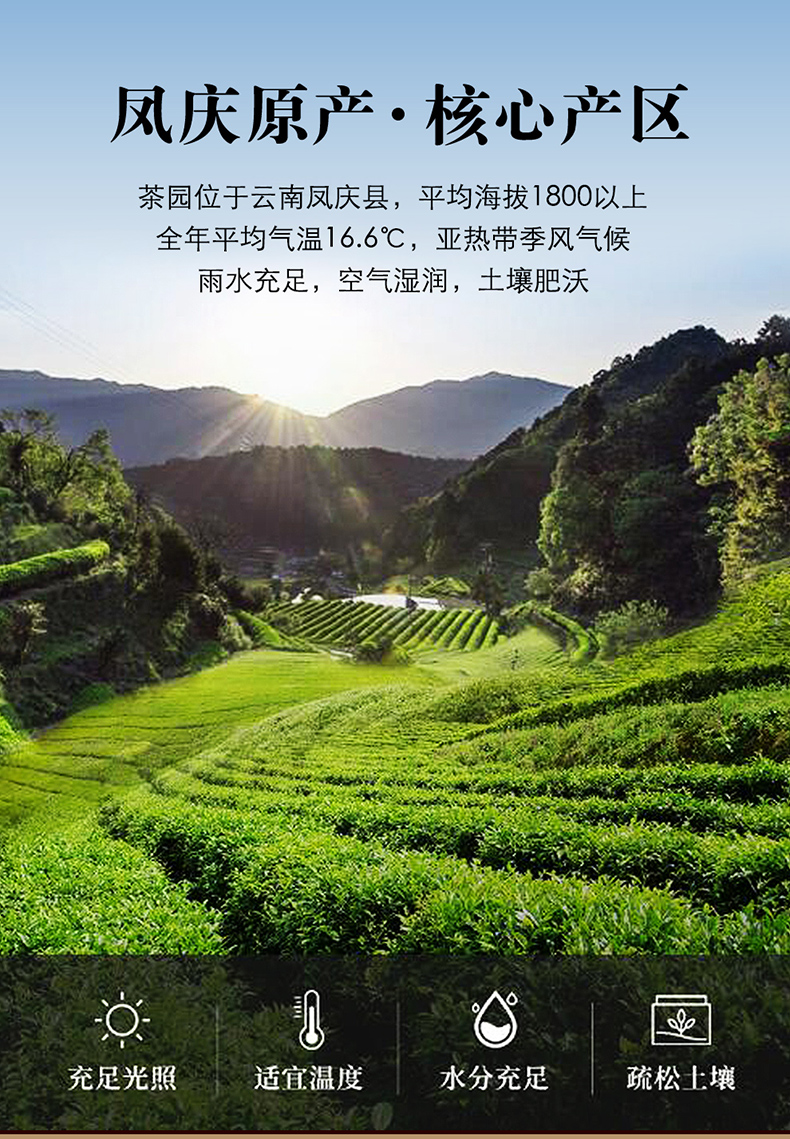 凤庆原产·核心产区
茶园位于云南凤庆县，平均海拔1800以上
全年平均气温16.6℃，亚热带季风气候
雨水充足，空气湿润，土壤肥沃
充足光照 适宜温度 水分充足 疏松土壤